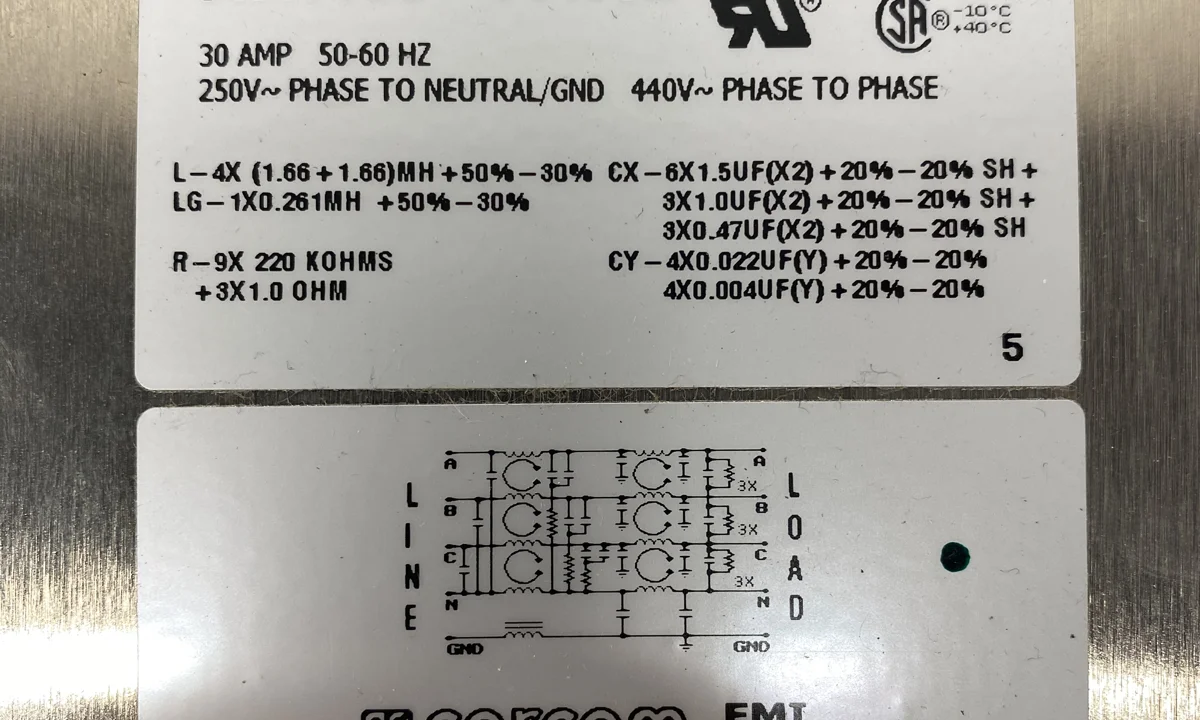 -10°C
+40°C
30 AMP 50-60 HZ
250V~ PHASE TO NEUTRAL/GND 440V~ PHASE TO PHASE
L-4X (1.66+1.66)MH+50%-30% CX-6X1.5UF(X2)+20%-20% SH+
LG-1X0.261MH +50%-30% 3X1.0UF(X2)+20%-20% SH+
3X0.47UF(X2)+20%-20% SH
R-9X 220 KOHMS CY-4X0.022UF(Y)+20%-20%
+3X1.0 OHM 4X0.004UF(Y)+20%-20%
5
LINE
A
B
C
N
GND
3X
3X
3X
A
B
C
N
GND
LOAD
corcom EMI